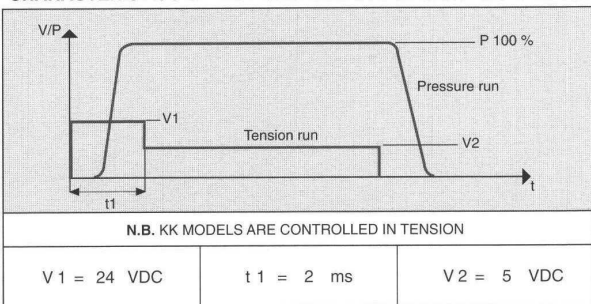 V/P
P 100 %
Pressure run
V1
Tension run
V2
t1
t
N.B. KK MODELS ARE CONTROLLED IN TENSION
V 1 = 24 VDC
t 1 = 2 ms
V 2 = 5 VDC